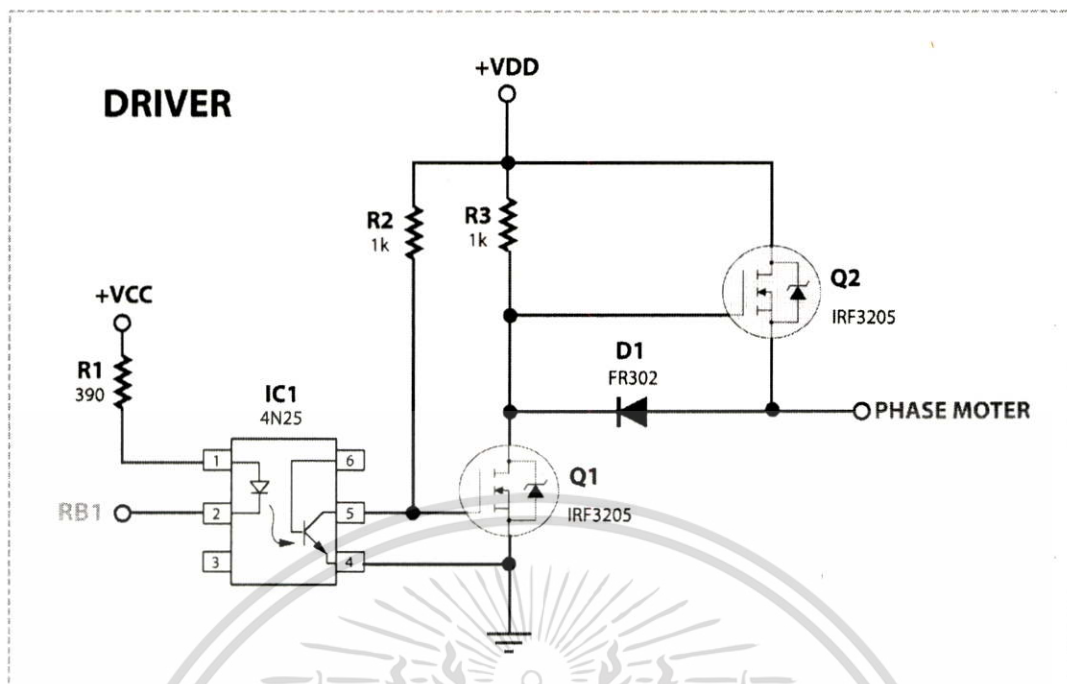 DRIVER
+VDD
R2
1k
R3
1k
Q2
IRF3205
+VCC
R1
390
IC1
4N25
D1
FR302
PHASE MOTER
RB1
1
2
3
6
5
4
Q1
IRF3205